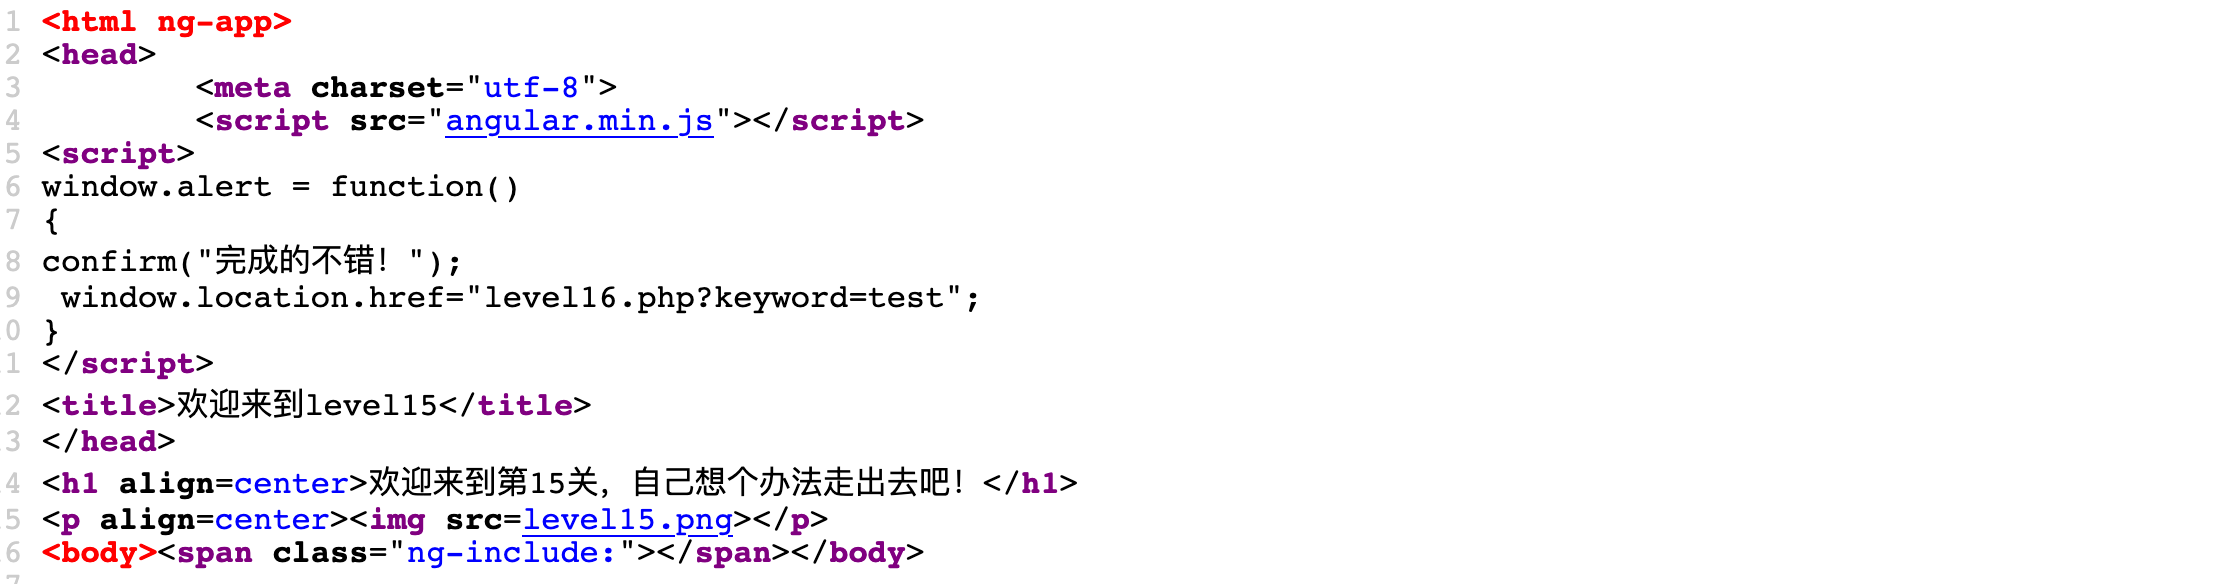 1 <html ng-app>
2 <head>
3 <meta charset="utf-8">
4 <script src="angular.min.js"></script>
5 <script>
6 window.alert = function()
7 {
8 confirm("完成的不错！");
9 window.location.href="level16.php?keyword=test";
0 }
1 </script>
2 <title>欢迎来到level15</title>
3 </head>
4 <h1 align=center>欢迎来到第15关，自己想个办法走出去吧！</h1>
5 <p align=center><img src=level15.png></p>
6 <body><span class="ng-include:"></span></body>